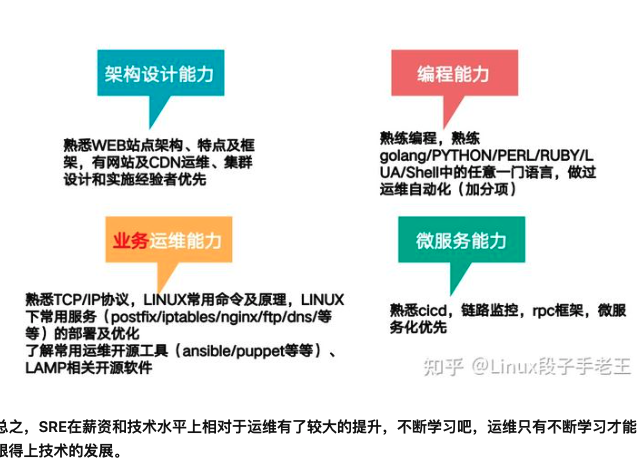 架构设计能力
熟悉WEB站点架构、特点及框
架，有网站及CDN运维、集群
设计和实施经验者优先
编程能力
熟练编程，熟练
golang/PYTHON/PERL/RUBY/L
UA/Shell中的任意一门语言，做过
运维自动化（加分项）
业务运维能力
熟悉TCP/IP协议，LINUX常用命令及原理，LINUX
下常用服务（postfix/iptables/nginx/ftp/dns/等
等）的部署及优化
了解常用运维开源工具（ansible/puppet等等）、
LAMP相关开源软件
微服务能力
熟悉cicd，链路监控，rpc框架，微服
务化优先
知乎 @Linux段子手老王
总之，SRE在薪资和技术水平上相对于运维有了较大的提升，不断学习吧，运维只有不断学习才能
跟得上技术的发展。